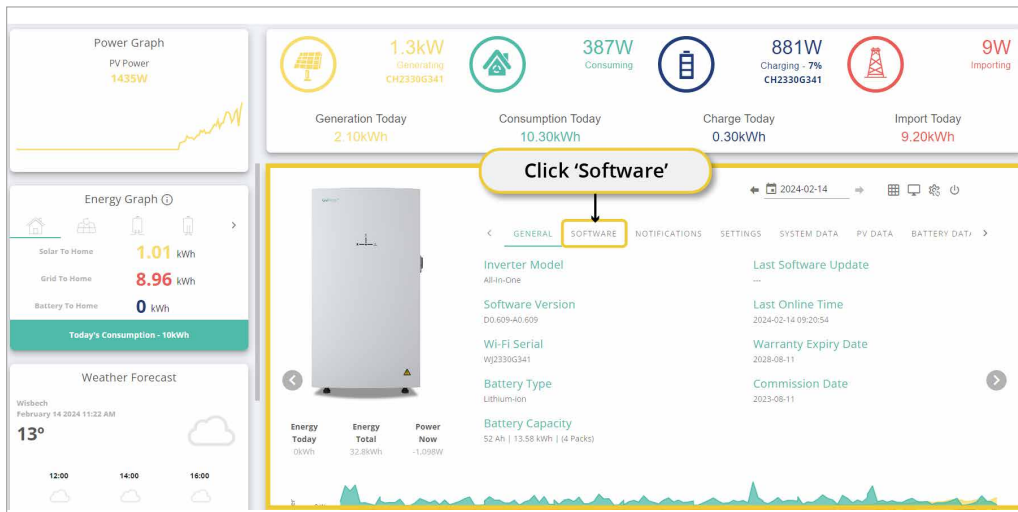 Power Graph
PV Power
1435W
1.3kW
Generating
CH2330G341
387W
Consuming
881W
Charging - 7%
CH2330G341
9W
Importing
Generation Today
2.10kWh
Consumption Today
10.30kWh
Charge Today
0.30kWh
Import Today
9.20kWh
Click 'Software'
Energy Graph
Solar To Home 1.01 kWh
Grid To Home 8.96 kWh
Battery To Home 0 kWh
Today's Consumption - 10kWh
Weather Forecast
Wisbech
February 14 2024 11:22 AM
13°
12:00 14:00 16:00
2024-02-14
GENERAL SOFTWARE NOTIFICATIONS SETTINGS SYSTEM DATA PV DATA BATTERY DAT
Inverter Model
All-In-One
Software Version
D0.609-A0.609
Wi-Fi Serial
WJ2330G341
Battery Type
Lithium-ion
Battery Capacity
52 Ah | 13.58 kWh | (4 Packs)
Last Software Update
---
Last Online Time
2024-02-14 09:20:54
Warranty Expiry Date
2028-08-11
Commission Date
2023-08-11
Energy Today
0kWh
Energy Total
32.8kWh
Power Now
-1,098W